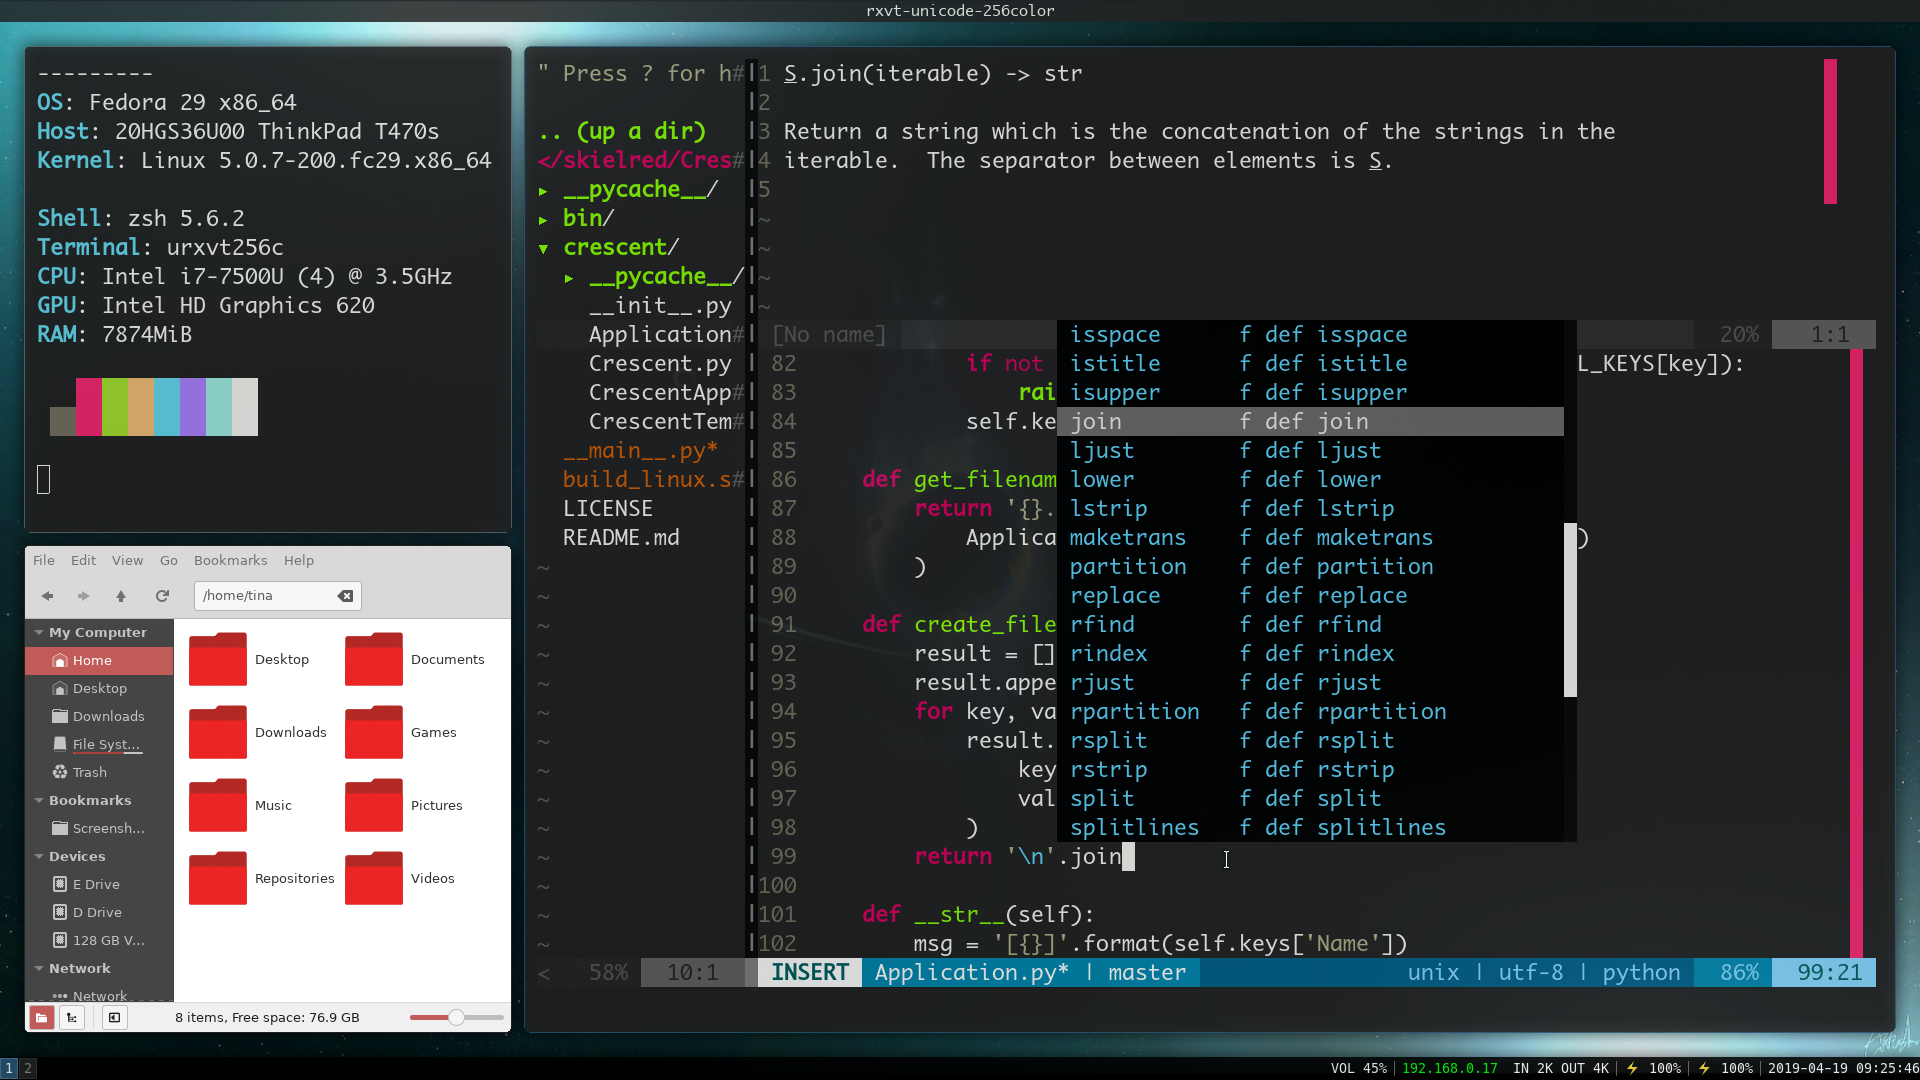 rxvt-unicode-256color
---------
OS: Fedora 29 x86_64
Host: 20HGS36U00 ThinkPad T470s
Kernel: Linux 5.0.7-200.fc29.x86_64
Shell: zsh 5.6.2
Terminal: urxvt256c
CPU: Intel i7-7500U (4) @ 3.5GHz
GPU: Intel HD Graphics 620
RAM: 7874MiB
File Edit View Go Bookmarks Help
/home/tina
My Computer
Home
Desktop
Downloads
File Syst...
Trash
Bookmarks
Screensh...
Devices
E Drive
D Drive
128 GB V...
Network
Network
Desktop
Documents
Downloads
Games
Music
Pictures
Repositories
Videos
8 items, Free space: 76.9 GB
" Press ? for h#
.. (up a dir)
</skielred/Cres#
▸ __pycache__/
▸ bin/
▾ crescent/
▸ __pycache__/
__init__.py
Application#
Crescent.py
CrescentApp#
CrescentTem#
__main__.py*
build_linux.s#
LICENSE
README.md
~
~
~
~
~
~
~
~
~
~
~
~
~
< 58% 10:1
1 S.join(iterable) -> str
2
3 Return a string which is the concatenation of the strings in the
4 iterable.  The separator between elements is S.
5
~
~
~
~
[No name] 20% 1:1
82 if not L_KEYS[key]):
83 rai
84 self.ke
85
86 def get_filenam
87 return '{}.
88 Applica )
89 )
90
91 def create_file
92 result = []
93 result.appe
94 for key, va
95 result.
96 key
97 val
98 )
99 return '\n'.join
100
101 def __str__(self):
102 msg = '[{}]'.format(self.keys['Name'])
isspace f def isspace
istitle f def istitle
isupper f def isupper
join f def join
ljust f def ljust
lower f def lower
lstrip f def lstrip
maketrans f def maketrans
partition f def partition
replace f def replace
rfind f def rfind
rindex f def rindex
rjust f def rjust
rpartition f def rpartition
rsplit f def rsplit
rstrip f def rstrip
split f def split
splitlines f def splitlines
INSERT Application.py* | master unix | utf-8 | python 86% 99:21
1 2
VOL 45% | 192.168.0.17 IN 2K OUT 4K | ⚡ 100% | ⚡ 100% | 2019-04-19 09:25:46